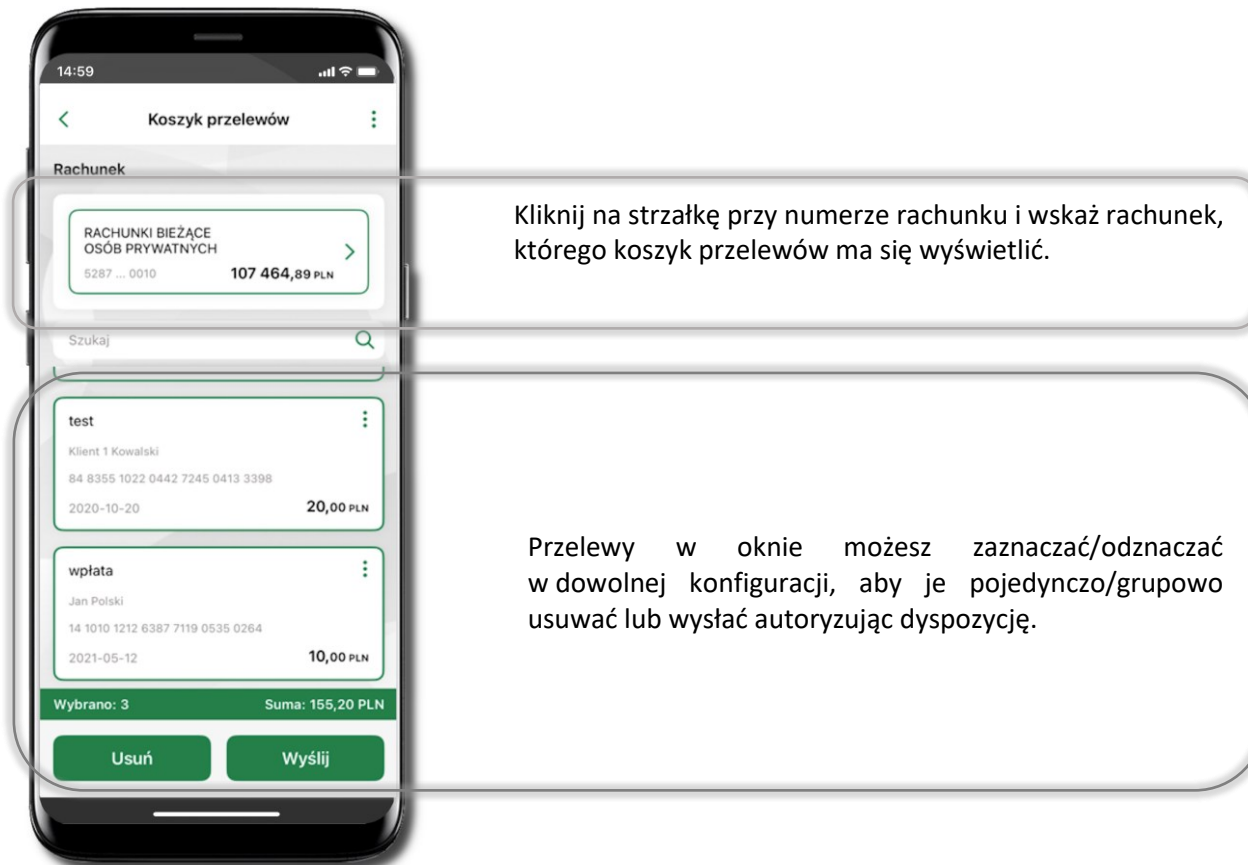 14:59
Koszyk przelewów
Rachunek
RACHUNKI BIEŻĄCE
OSÓB PRYWATNYCH
5287 ... 0010 107 464,89 PLN
Szukaj
test
Klient 1 Kowalski
84 8355 1022 0442 7245 0413 3398
2020-10-20 20,00 PLN
wpłata
Jan Polski
14 1010 1212 6387 7119 0535 0264
2021-05-12 10,00 PLN
Wybrano: 3 Suma: 155,20 PLN
Usuń Wyślij
Kliknij na strzałkę przy numerze rachunku i wskaż rachunek,
którego koszyk przelewów ma się wyświetlić.
Przelewy w oknie możesz zaznaczać/odznaczać
w dowolnej konfiguracji, aby je pojedynczo/grupowo
usuwać lub wysłać autoryzując dyspozycję.